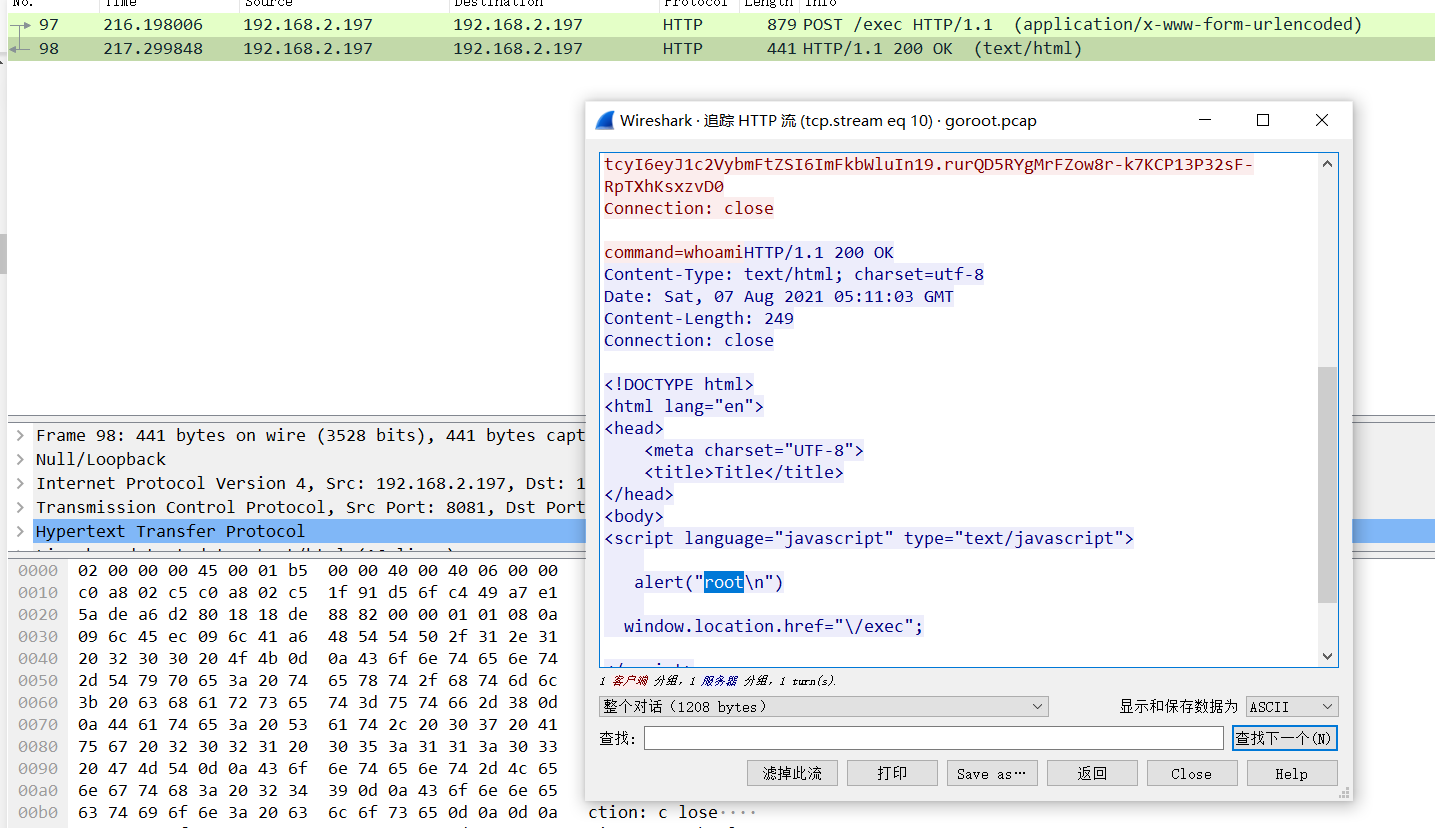 No. Time Source Destination Protocol Length Info
97 216.198006 192.168.2.197 192.168.2.197 HTTP 879 POST /exec HTTP/1.1 (application/x-www-form-urlencoded)
98 217.299848 192.168.2.197 192.168.2.197 HTTP 441 HTTP/1.1 200 OK (text/html)
Wireshark · 追踪 HTTP 流 (tcp.stream eq 10) · goroot.pcap
tcyI6eyJ1c2VybmFtZSI6ImFkbWluIn19.rurQD5RYgMrFZow8r-k7KCP13P32sF-
RpTXhKsxzvD0
Connection: close
command=whoamiHTTP/1.1 200 OK
Content-Type: text/html; charset=utf-8
Date: Sat, 07 Aug 2021 05:11:03 GMT
Content-Length: 249
Connection: close
<!DOCTYPE html>
<html lang="en">
<head>
<meta charset="UTF-8">
<title>Title</title>
</head>
<body>
<script language="javascript" type="text/javascript">
alert("root\n")
window.location.href="\/exec";
1 客户端 分组, 1 服务器 分组, 1 turn(s).
整个对话 (1208 bytes)
显示和保存数据为 ASCII
查找:
查找下一个(N)
滤掉此流 打印 Save as… 返回 Close Help
Frame 98: 441 bytes on wire (3528 bits), 441 bytes capt
Null/Loopback
Internet Protocol Version 4, Src: 192.168.2.197, Dst: 1
Transmission Control Protocol, Src Port: 8081, Dst Port
Hypertext Transfer Protocol
0000 02 00 00 00 45 00 01 b5 00 00 40 00 40 06 00 00
0010 c0 a8 02 c5 c0 a8 02 c5 1f 91 d5 6f c4 49 a7 e1
0020 5a de a6 d2 80 18 18 de 88 82 00 00 01 01 08 0a
0030 09 6c 45 ec 09 6c 41 a6 48 54 54 50 2f 31 2e 31
0040 20 32 30 30 20 4f 4b 0d 0a 43 6f 6e 74 65 6e 74
0050 2d 54 79 70 65 3a 20 74 65 78 74 2f 68 74 6d 6c
0060 3b 20 63 68 61 72 73 65 74 3d 75 74 66 2d 38 0d
0070 0a 44 61 74 65 3a 20 53 61 74 2c 20 30 37 20 41
0080 75 67 20 32 30 32 31 20 30 35 3a 31 31 3a 30 33
0090 20 47 4d 54 0d 0a 43 6f 6e 74 65 6e 74 2d 4c 65
00a0 6e 67 74 68 3a 20 32 34 39 0d 0a 43 6f 6e 6e 65
00b0 63 74 69 6f 6e 3a 20 63 6c 6f 73 65 0d 0a 0d 0a ction: c lose····